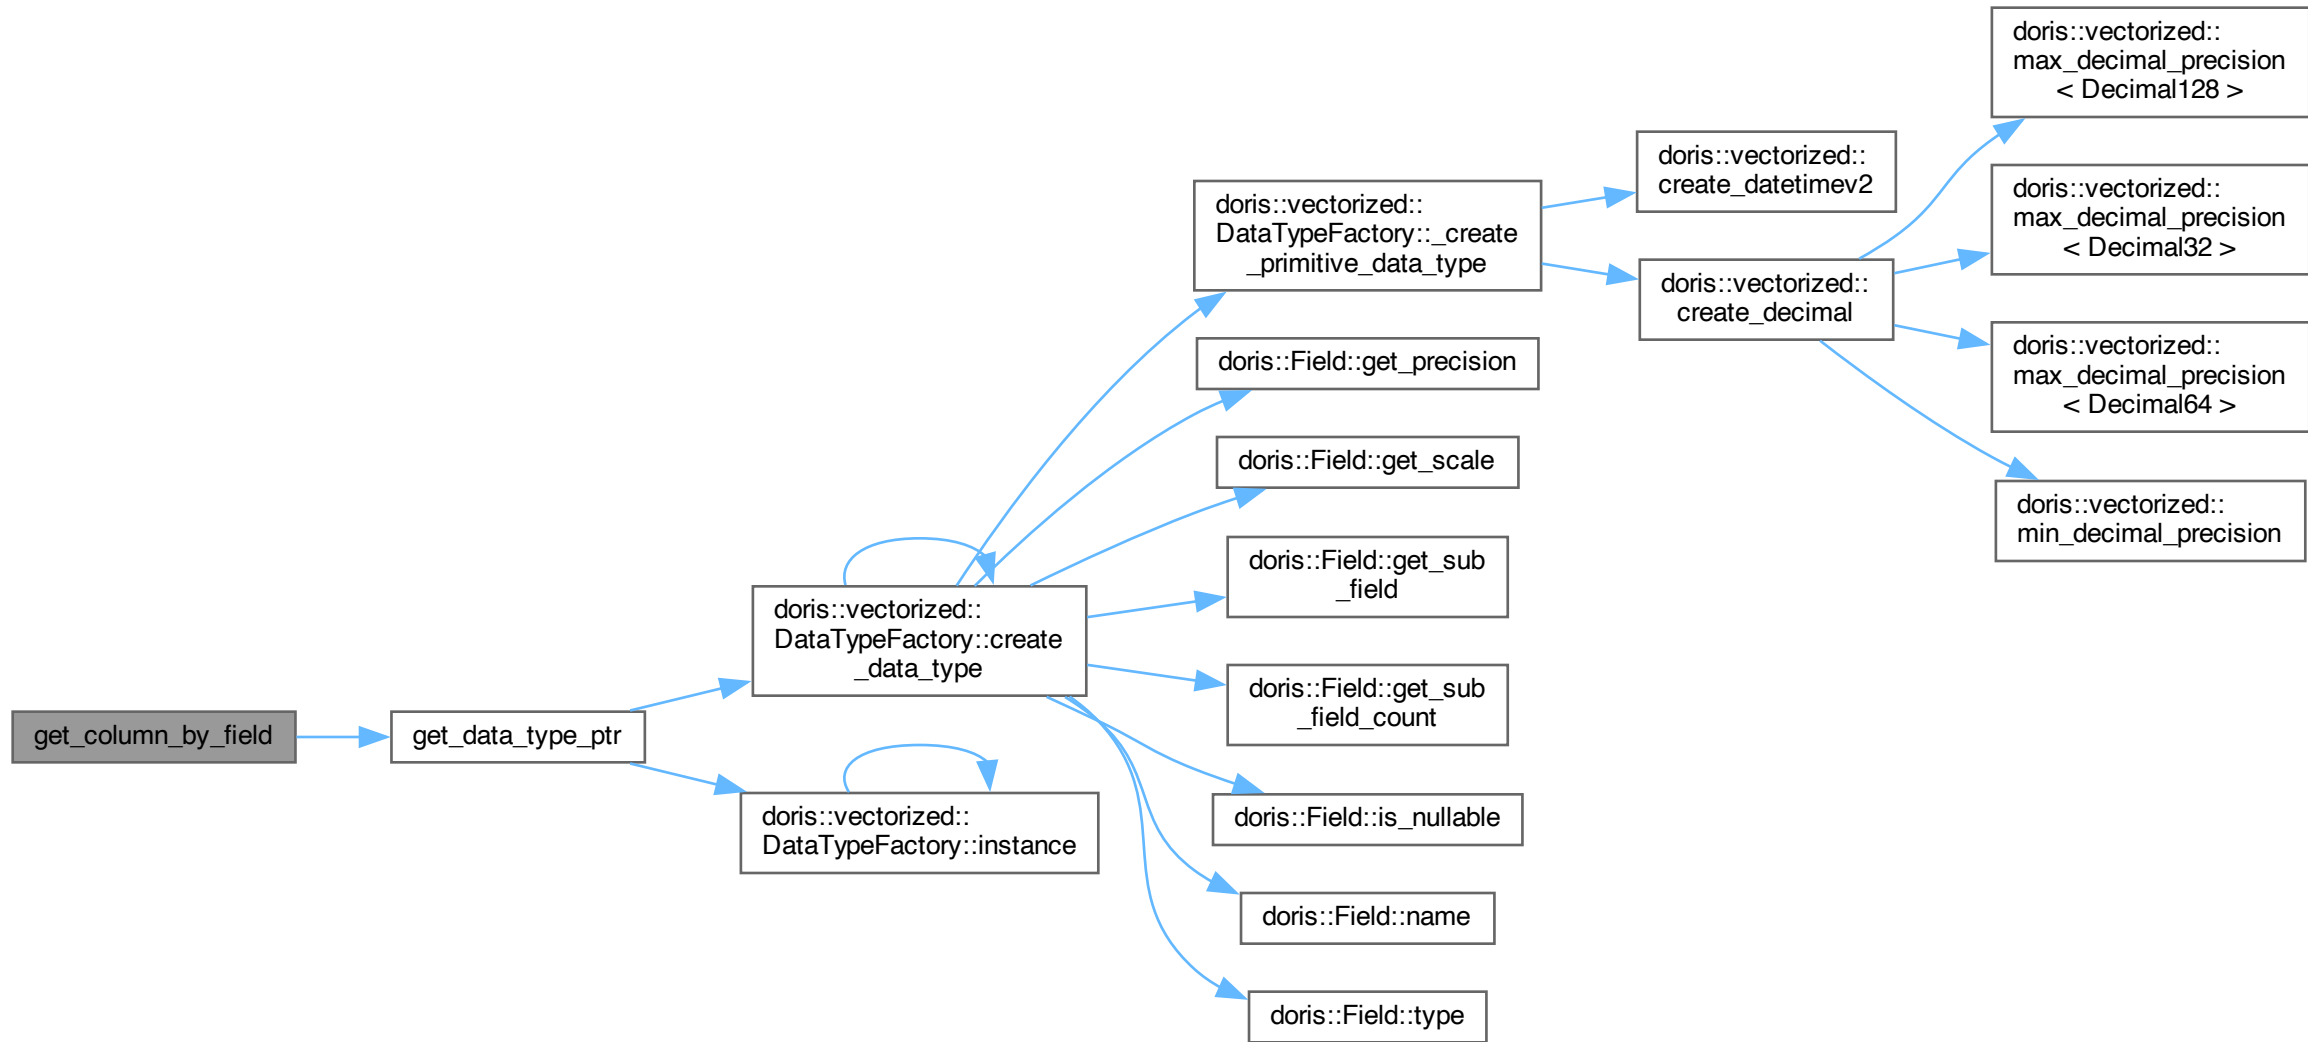 get_column_by_field
get_data_type_ptr
doris::vectorized::
DataTypeFactory::create
_data_type
doris::vectorized::
DataTypeFactory::instance
doris::vectorized::
DataTypeFactory::_create
_primitive_data_type
doris::Field::get_precision
doris::Field::get_scale
doris::Field::get_sub
_field
doris::Field::get_sub
_field_count
doris::Field::is_nullable
doris::Field::name
doris::Field::type
doris::vectorized::
create_datetimev2
doris::vectorized::
create_decimal
doris::vectorized::
max_decimal_precision
< Decimal128 >
doris::vectorized::
max_decimal_precision
< Decimal32 >
doris::vectorized::
max_decimal_precision
< Decimal64 >
doris::vectorized::
min_decimal_precision